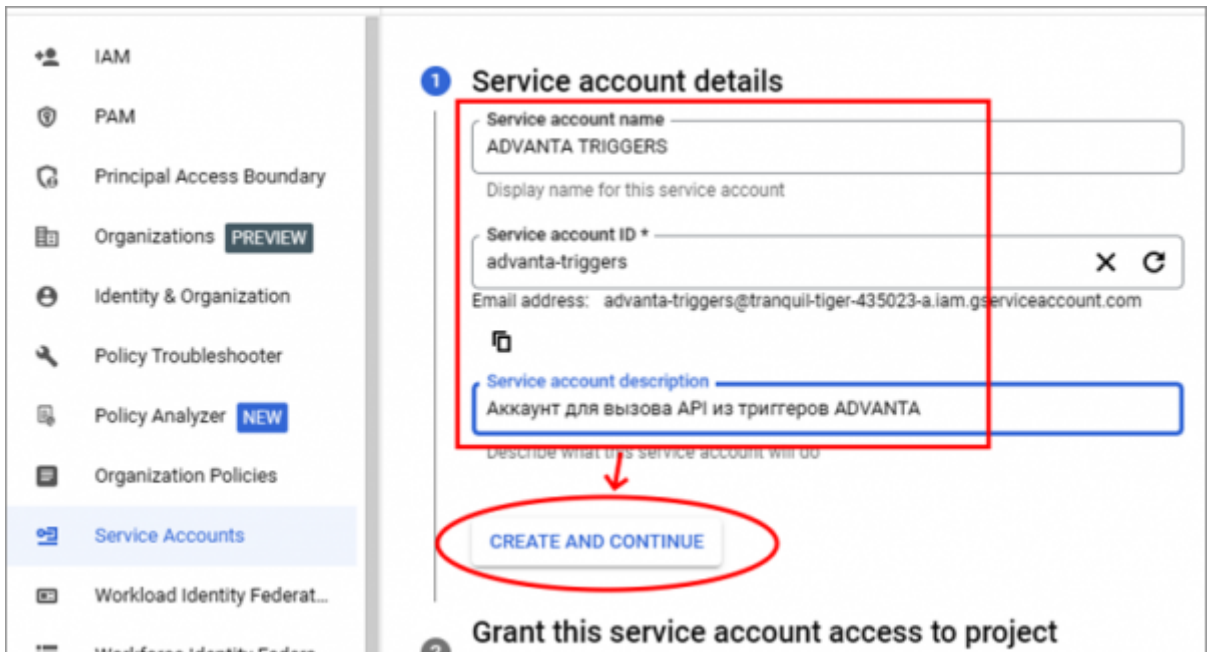 IAM
PAM
Principal Access Boundary
Organizations PREVIEW
Identity & Organization
Policy Troubleshooter
Policy Analyzer NEW
Organization Policies
Service Accounts
Workload Identity Federat...
1 Service account details
Service account name
ADVANTA TRIGGERS
Display name for this service account
Service account ID *
advanta-triggers
Email address: advanta-triggers@tranquil-tiger-435023-a.iam.gserviceaccount.com
Service account description
Аккаунт для вызова API из триггеров ADVANTA
Describe what this service account will do
CREATE AND CONTINUE
Grant this service account access to project